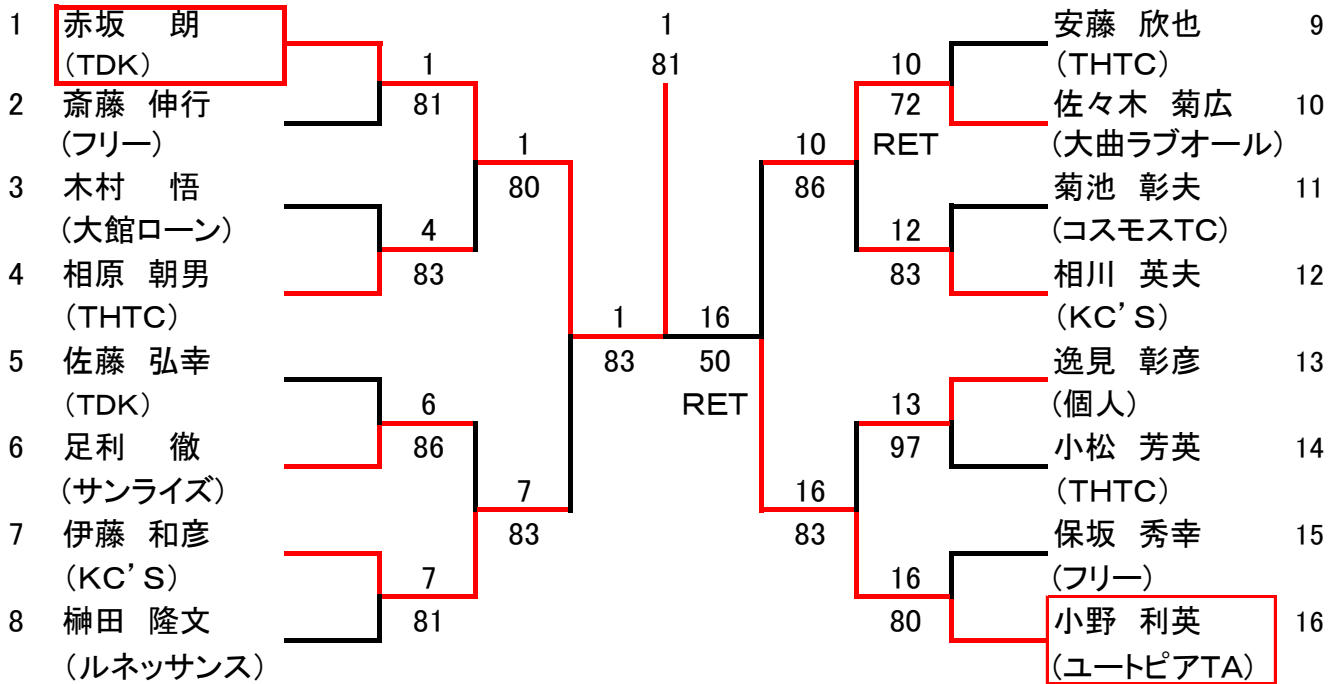 1 赤坂 朗
(TDK)
2 斎藤 伸行
(フリー)
3 木村 悟
(大館ローン)
4 相原 朝男
(THTC)
5 佐藤 弘幸
(TDK)
6 足利 徹
(サンライズ)
7 伊藤 和彦
(KC'S)
8 榊田 隆文
(ルネッサンス)
1
81
4
83
6
86
7
81
1
80
7
83
1
83
1
81
16
50
RET
10
86
16
83
10
72
RET
12
83
13
97
16
80
安藤 欣也 9
(THTC)
佐々木 菊広 10
(大曲ラブオール)
菊池 彰夫 11
(コスモスTC)
相川 英夫 12
(KC'S)
逸見 彰彦 13
(個人)
小松 芳英 14
(THTC)
保坂 秀幸 15
(フリー)
小野 利英 16
(ユートピアTA)